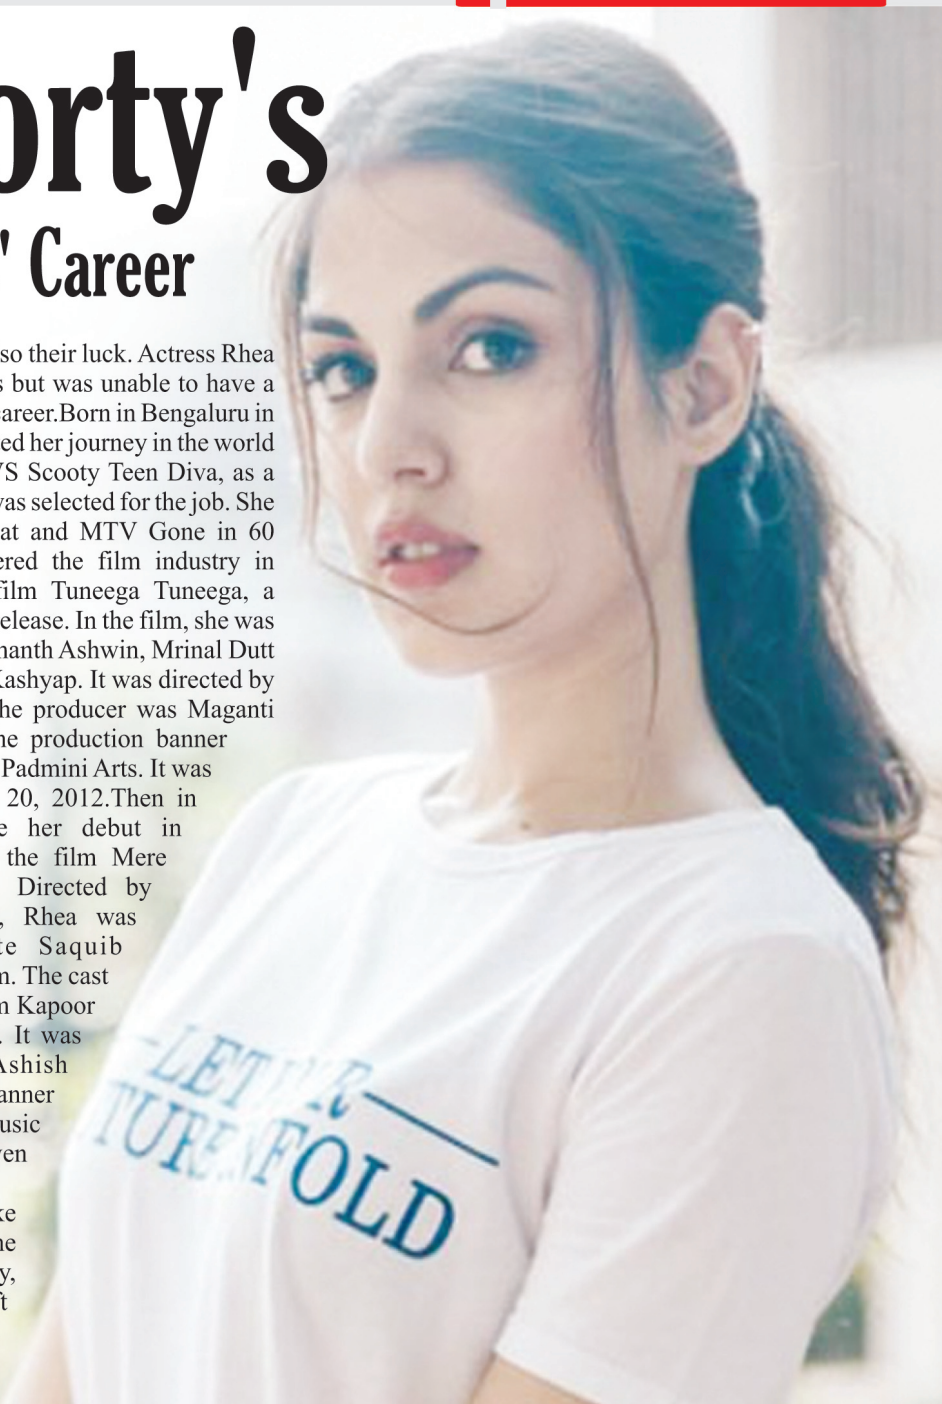 orty's
' Career
so their luck. Actress Rhea
s but was unable to have a
career.Born in Bengaluru in
ed her journey in the world
VS Scooty Teen Diva, as a
was selected for the job. She
at and MTV Gone in 60
ered the film industry in
film Tuneega Tuneega, a
elease. In the film, she was
anth Ashwin, Mrinal Dutt
Kashyap. It was directed by
he producer was Maganti
ne production banner
Padmini Arts. It was
20, 2012.Then in
e her debut in
the film Mere
Directed by
, Rhea was
te Saquib
m. The cast
m Kapoor
. It was
Ashish
anner
usic
ven
ke
ne
y,
ft
FOLD